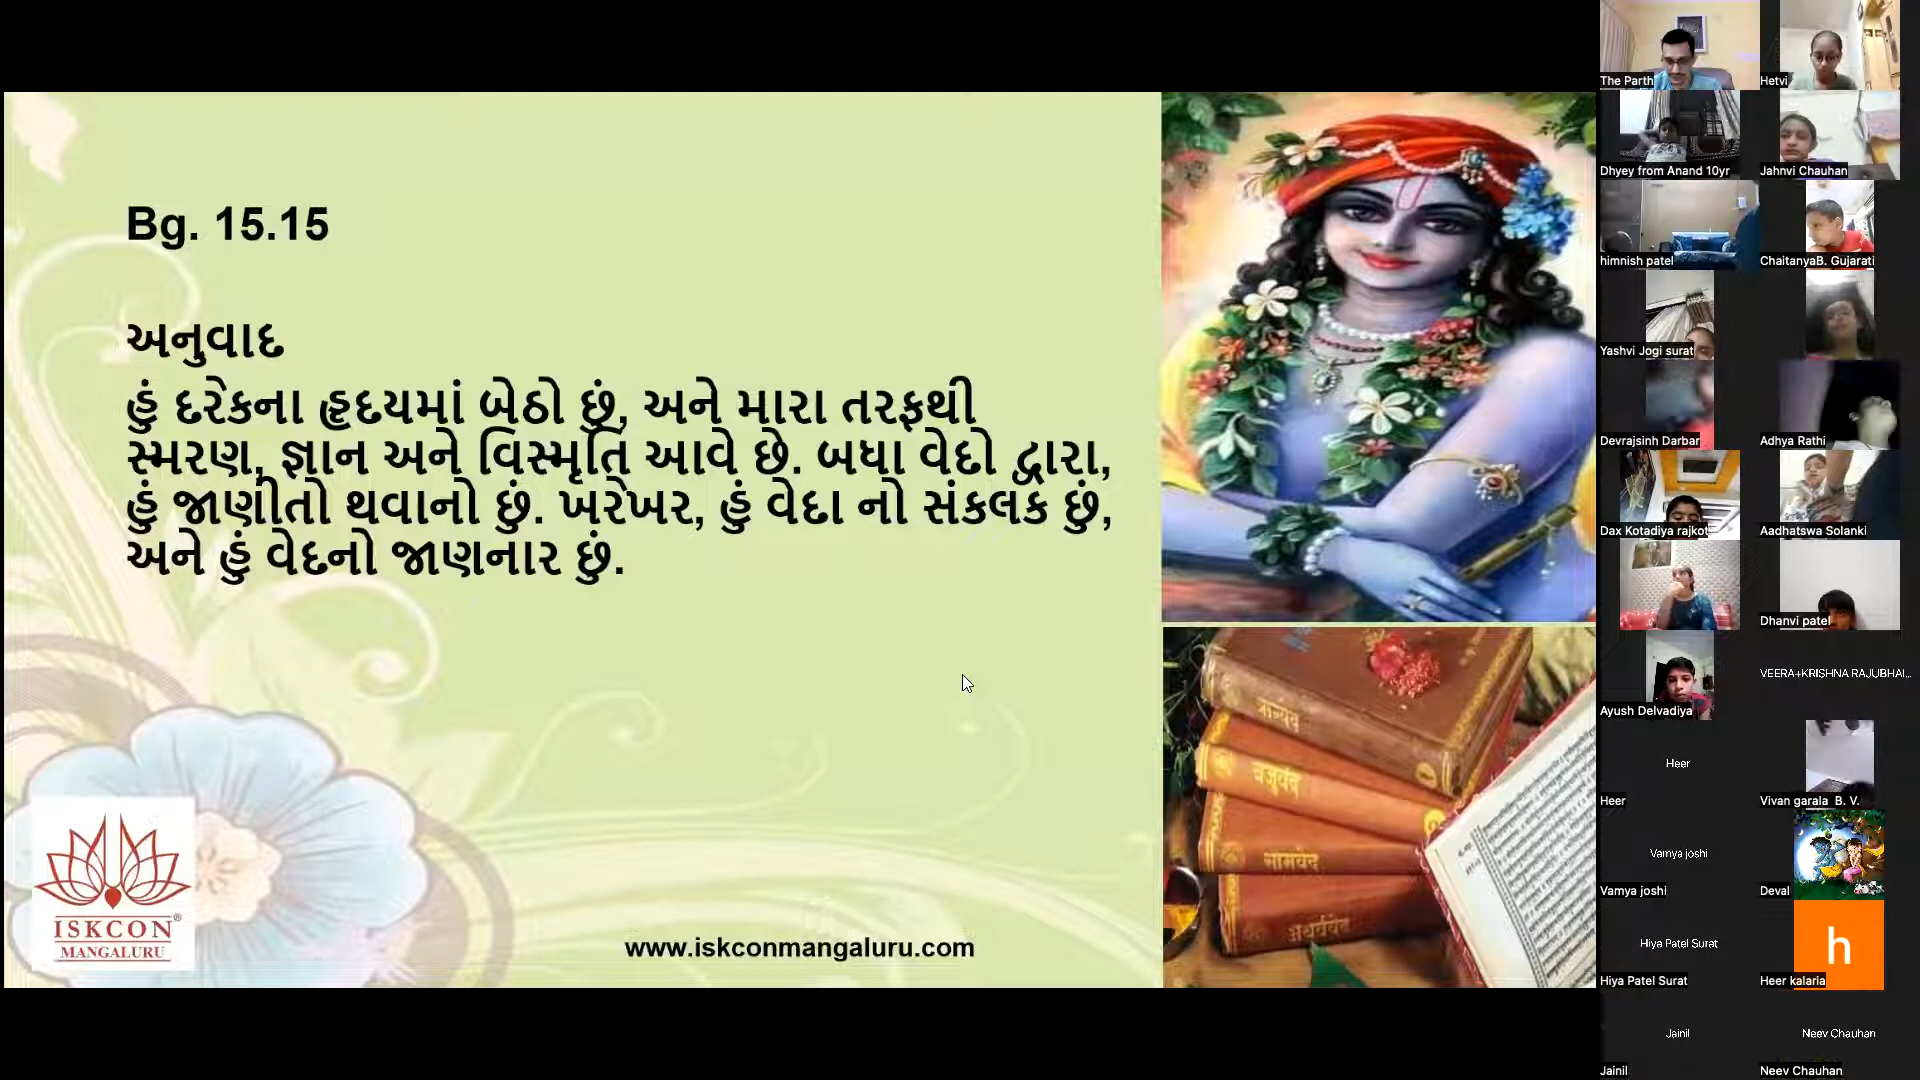 Bg. 15.15
અનુવાદ
હું દરેકના હૃદયમાં બેઠો છું, અને મારા તરફથી
સ્મરણ, જ્ઞાન અને વિસ્મૃતિ આવે છે. બધા વેદો દ્વારા,
હું જાણીતો થવાનો છું. ખરેખર, હું વેદા નો સંકલક છું,
અને હું વેદનો જાણનાર છું.
ISKCON®
MANGALURU
www.iskconmangaluru.com
The Parth
Hetvi
Dhyey from Anand 10yr
Jahnvi Chauhan
himnish patel
ChaitanyaB. Gujarati
Yashvi Jogi surat
Devrajsinh Darbar
Adhya Rathi
Dax Kotadiya rajkot
Aadhatswa Solanki
Dhanvi patel
Ayush Delvadiya
VEERA+KRISHNA RAJUBHAI...
Heer
Heer
Vivan garala B. V.
Vamya joshi
Vamya joshi
Deval
Hiya Patel Surat
Hiya Patel Surat
h
Heer kalaria
Jainil
Jainil
Neev Chauhan
Neev Chauhan